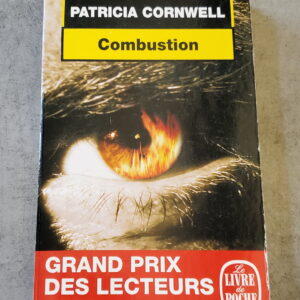 PATRICIA CORNWELL
Combustion
GRAND PRIX
DES LECTEURS
Le
LIVRE
de
POCHE